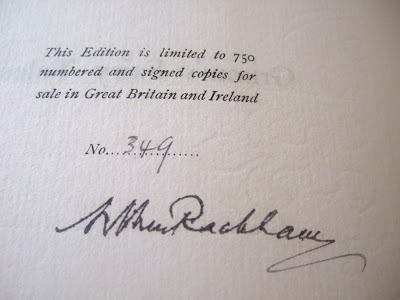 This Edition is limited to 750
numbered and signed copies for
sale in Great Britain and Ireland
No....349......
Arthur Rackham